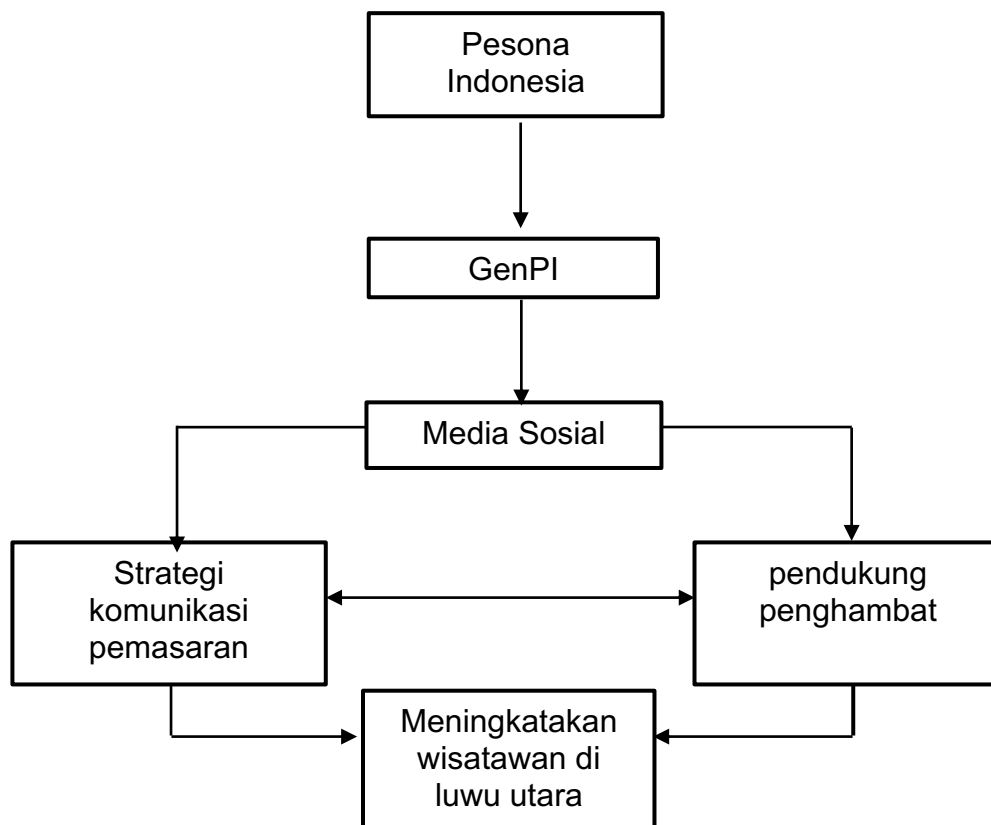 Pesona
Indonesia
GenPI
Media Sosial
Strategi
komunikasi
pemasaran
pendukung
penghambat
Meningkatakan
wisatawan di
luwu utara